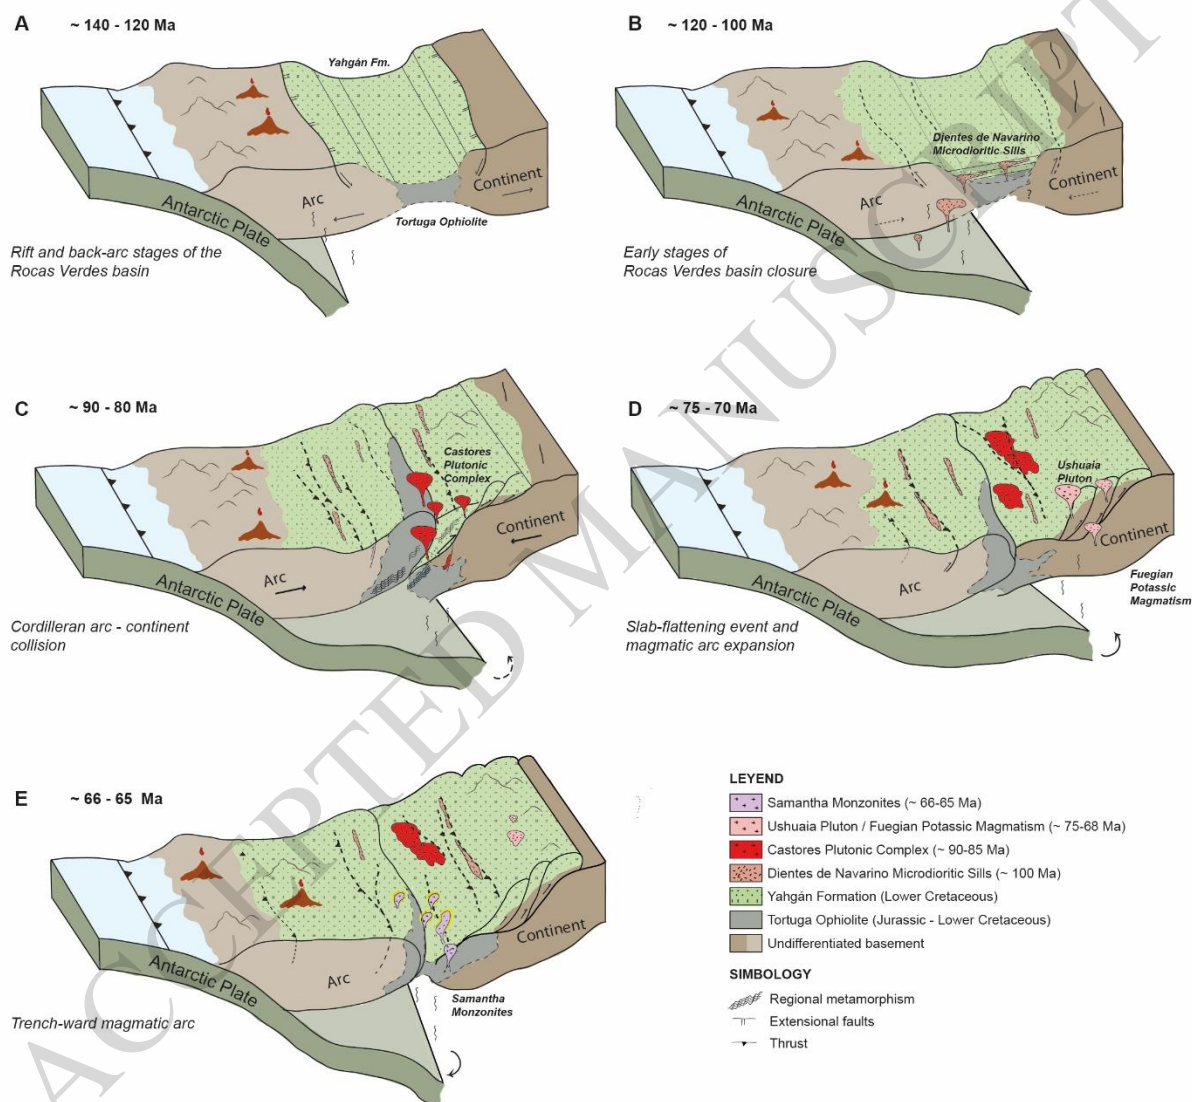 A ~ 140 - 120 Ma
Yahgán Fm.
Arc
Continent
Antarctic Plate
Tortuga Ophiolite
Rift and back-arc stages of the
Rocas Verdes basin
B ~ 120 - 100 Ma
Dientes de Navarino
Microdioritic Sills
Arc
Continent
?
Antarctic Plate
Early stages of
Rocas Verdes basin closure
C ~ 90 - 80 Ma
Castores
Plutonic
Complex
Continent
Arc
Antarctic Plate
Cordilleran arc - continent
collision
D ~ 75 - 70 Ma
Ushuaia
Pluton
Continent
Arc
Antarctic Plate
Fuegian
Potassic
Magmatism
Slab-flattening event and
magmatic arc expansion
E ~ 66 - 65 Ma
Continent
Arc
Antarctic Plate
Samantha
Monzonites
Trench-ward magmatic arc
LEYEND
Samantha Monzonites (~ 66-65 Ma)
Ushuaia Pluton / Fuegian Potassic Magmatism (~ 75-68 Ma)
Castores Plutonic Complex (~ 90-85 Ma)
Dientes de Navarino Microdioritic Sills (~ 100 Ma)
Yahgán Formation (Lower Cretaceous)
Tortuga Ophiolite (Jurassic - Lower Cretaceous)
Undifferentiated basement
SIMBOLOGY
Regional metamorphism
Extensional faults
Thrust
ACCEPTED MANUSCRIPT